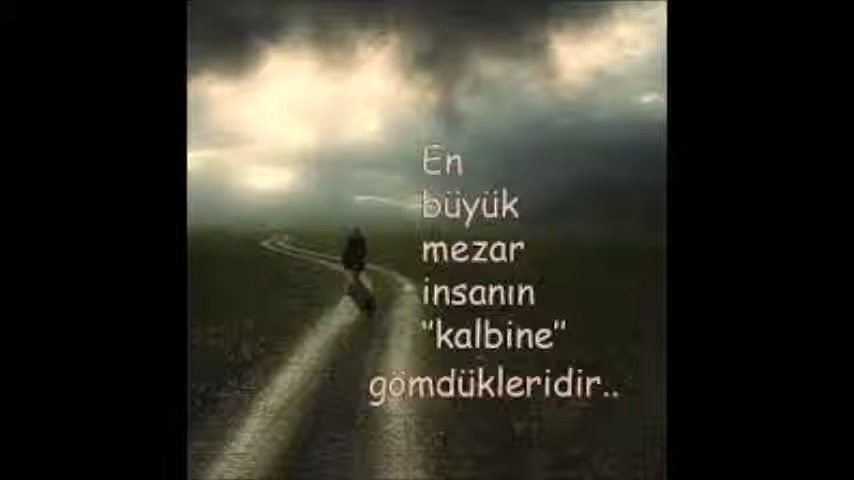 En
büyük
mezar
insanın
"kalbine"
gömdükleridir..